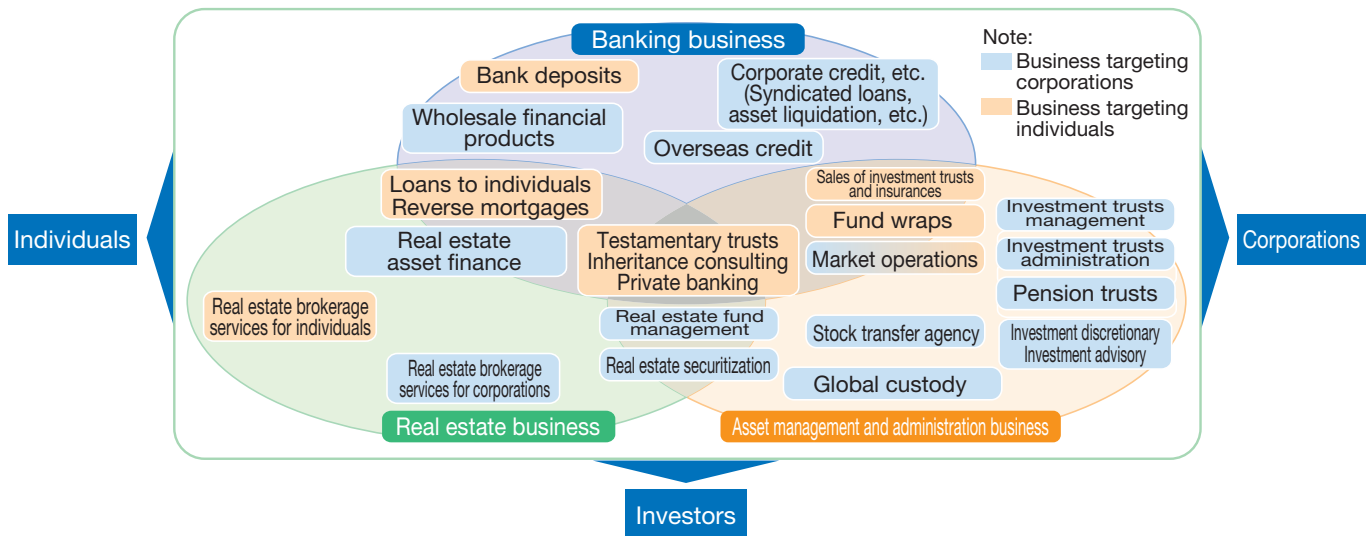 Banking business
Note:
Business targeting
corporations
Business targeting
individuals
Bank deposits
Corporate credit, etc.
(Syndicated loans,
asset liquidation, etc.)
Wholesale financial
products
Overseas credit
Loans to individuals
Reverse mortgages
Sales of investment trusts
and insurances
Fund wraps
Investment trusts
management
Individuals
Real estate
asset finance
Testamentary trusts
Inheritance consulting
Private banking
Market operations
Investment trusts
administration
Corporations
Pension trusts
Real estate brokerage
services for individuals
Real estate fund
management
Stock transfer agency
Investment discretionary
Investment advisory
Real estate brokerage
services for corporations
Real estate securitization
Global custody
Real estate business
Asset management and administration business
Investors